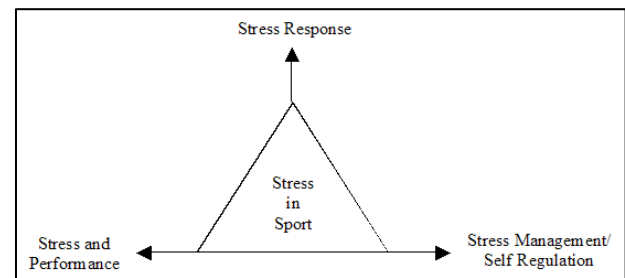 Stress Response
Stress
in
Sport
Stress and
Performance
Stress Management/
Self Regulation